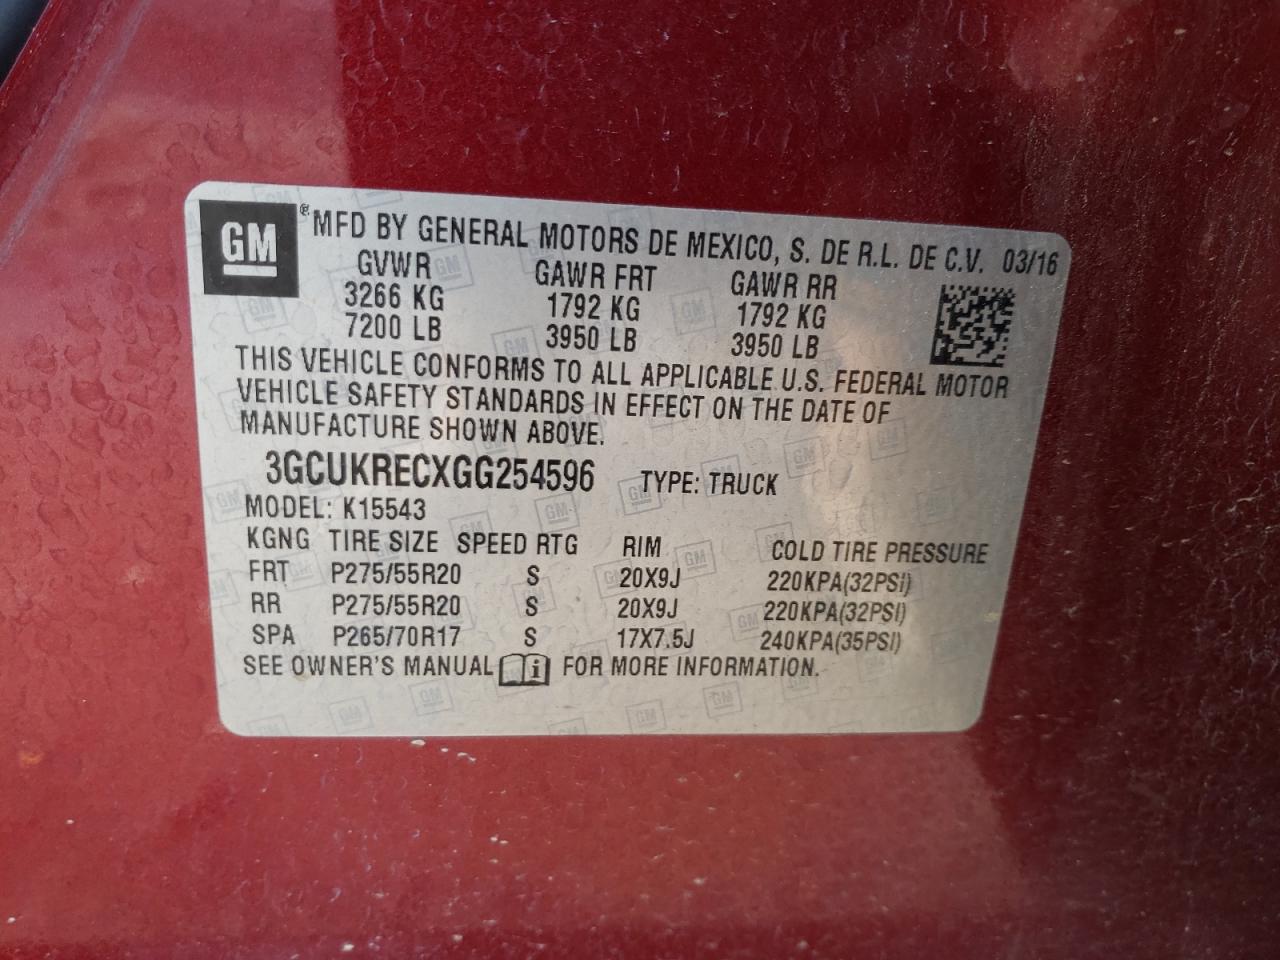 GM ® MFD BY GENERAL MOTORS DE MEXICO, S. DE R.L. DE C.V. 03/16
GVWR GAWR FRT GAWR RR
3266 KG 1792 KG 1792 KG
7200 LB 3950 LB 3950 LB
THIS VEHICLE CONFORMS TO ALL APPLICABLE U.S. FEDERAL MOTOR
VEHICLE SAFETY STANDARDS IN EFFECT ON THE DATE OF
MANUFACTURE SHOWN ABOVE.
3GCUKRECXGG254596 TYPE: TRUCK
MODEL: K15543
KGNG TIRE SIZE SPEED RTG RIM COLD TIRE PRESSURE
FRT P275/55R20 S 20X9J 220KPA(32PSI)
RR P275/55R20 S 20X9J 220KPA(32PSI)
SPA P265/70R17 S 17X7.5J 240KPA(35PSI)
SEE OWNER'S MANUAL i FOR MORE INFORMATION.